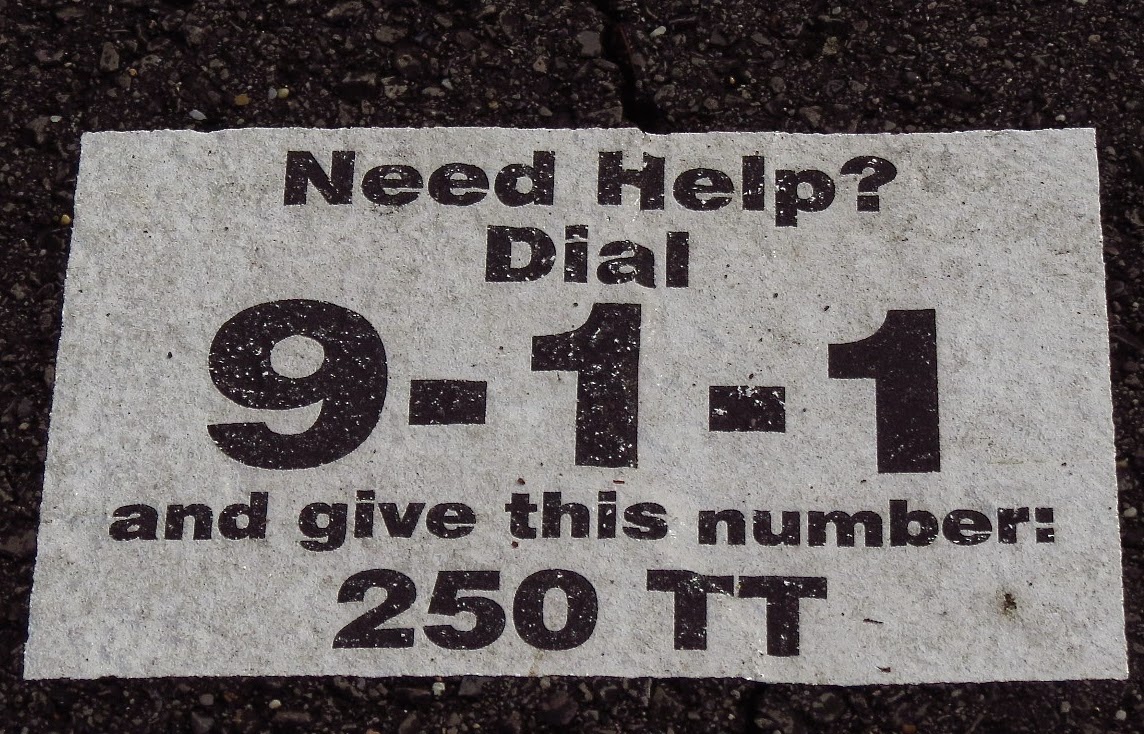 Need Help?
Dial
9-1-1
and give this number:
250 TT